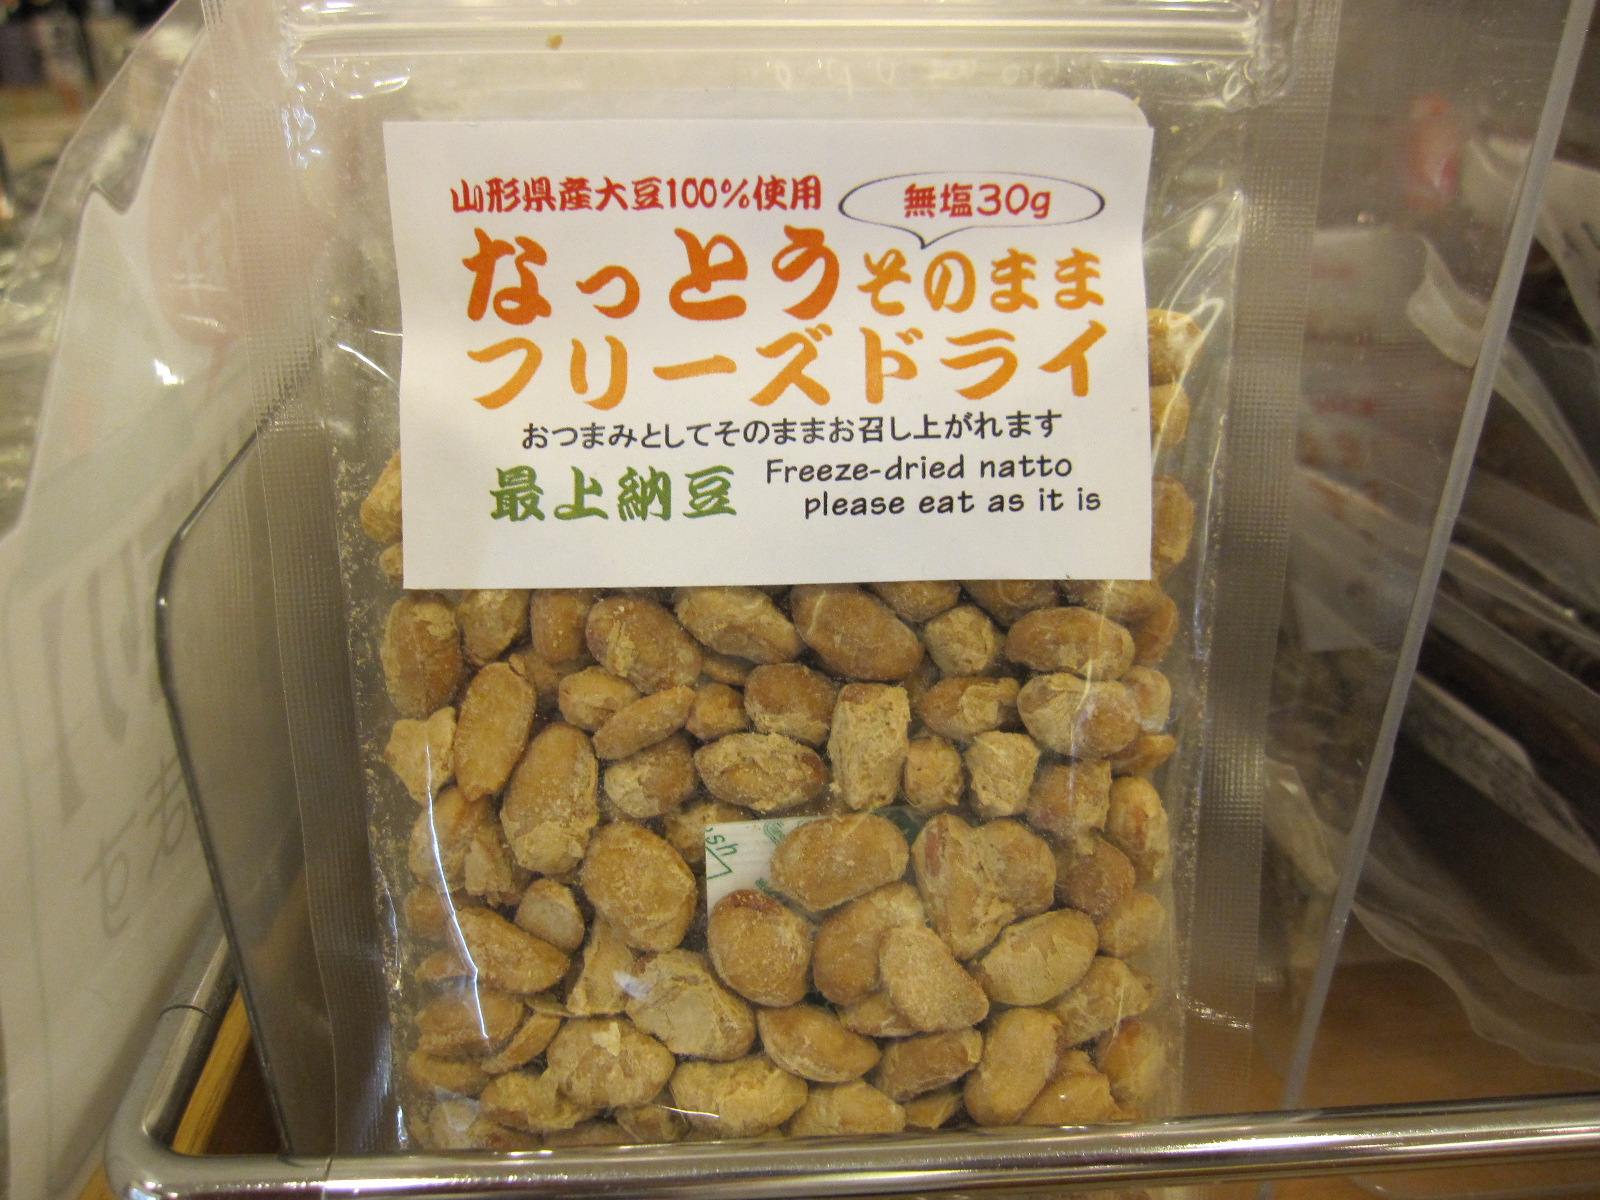 山形県産大豆100%使用
無塩30g
なっとうそのまま
フリーズドライ
おつまみとしてそのままお召し上がれます
最上納豆
Freeze-dried natto
please eat as it is